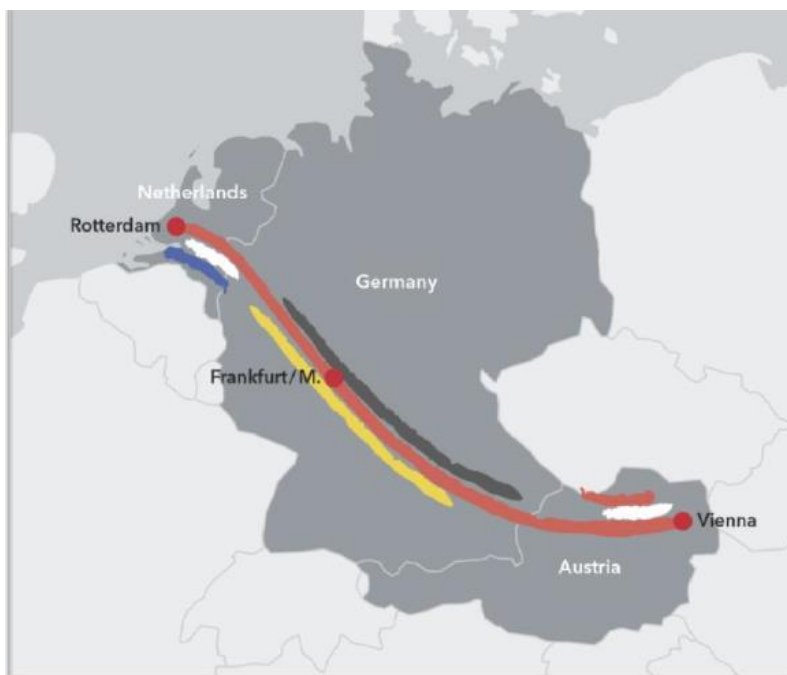 Netherlands
Rotterdam
Germany
Frankfurt/M.
Vienna
Austria